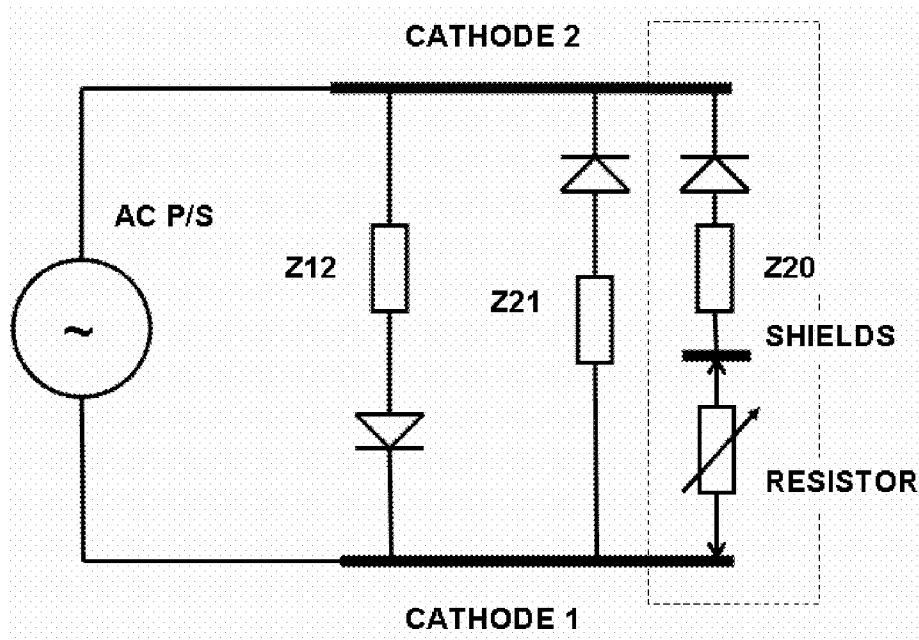 CATHODE 2
AC P/S
~
Z12
Z21
Z20
SHIELDS
RESISTOR
CATHODE 1